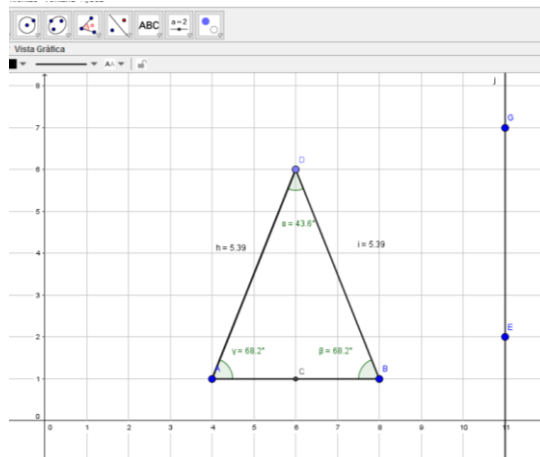 ABC a=2
Vista Gráfica
AA
8 j
7 G
6 D
5
α = 43.6°
4 h = 5.39 i = 5.39
3
2 E
γ = 68.2° β = 68.2°
A B
1 C
0
0 1 2 3 4 5 6 7 8 9 10 11